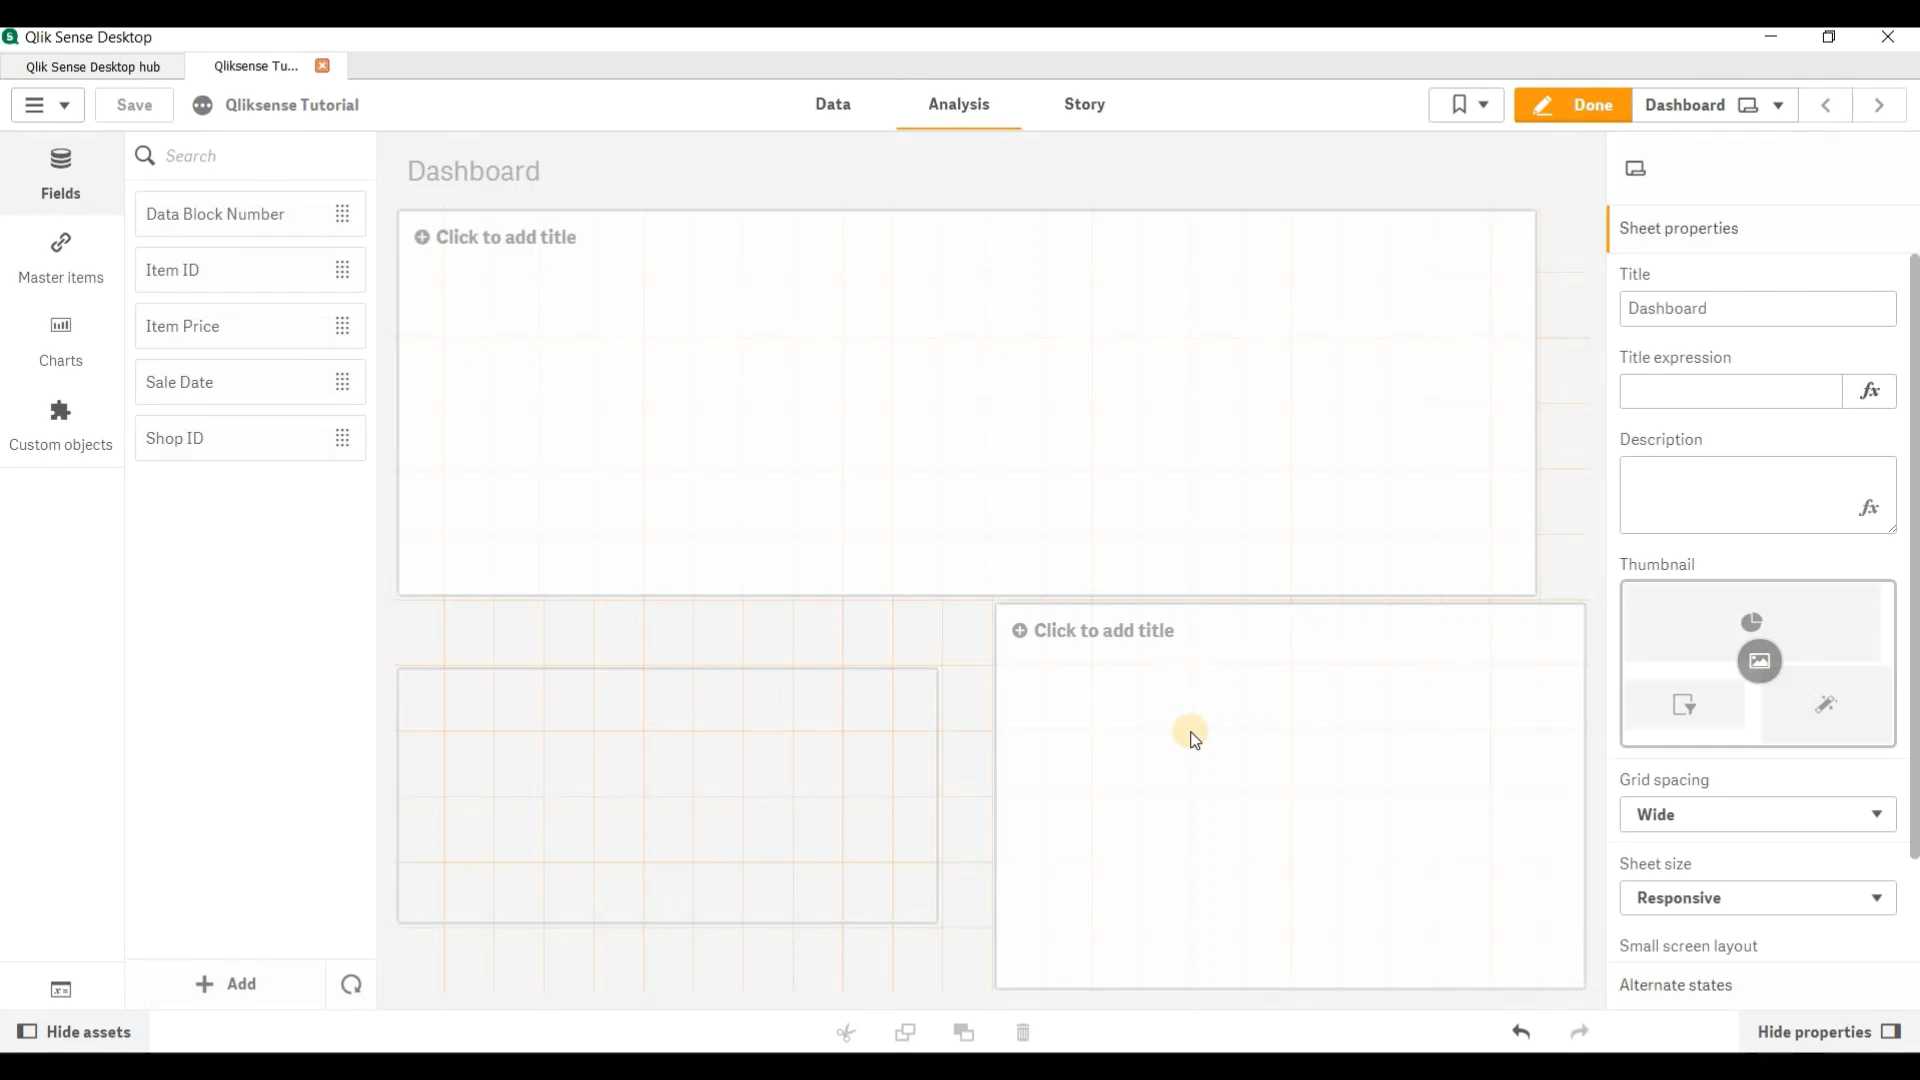 Qlik Sense Desktop
Qlik Sense Desktop hub
Qliksense Tu...
Save
Qliksense Tutorial
Data
Analysis
Story
Done
Dashboard
Fields
Master items
Charts
Custom objects
Search
Data Block Number
Item ID
Item Price
Sale Date
Shop ID
Add
Dashboard
Click to add title
Click to add title
Sheet properties
Title
Dashboard
Title expression
fx
Description
fx
Thumbnail
Grid spacing
Wide
Sheet size
Responsive
Small screen layout
Alternate states
Hide assets
Hide properties